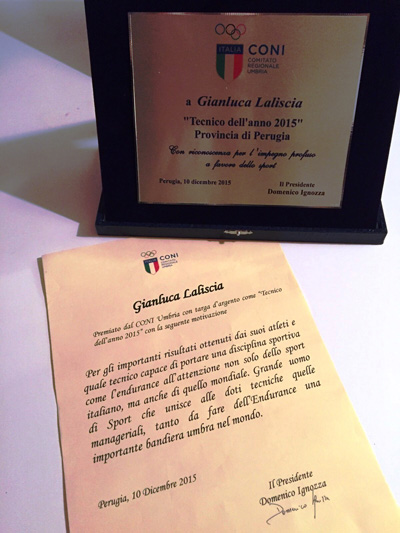 ITALIA
CONI
COMITATO
REGIONALE
UMBRIA
a Gianluca Laliscia
"Tecnico dell'anno 2015"
Provincia di Perugia
Con riconoscenza per l'impegno profuso
a favore dello sport
Perugia, 10 dicembre 2015
Il Presidente
Domenico Ignozza
CONI
COMITATO
REGIONALE
UMBRIA
Gianluca Laliscia
Premiato dal CONI Umbria con targa d'argento come "Tecnico
dell'anno 2015" con la seguente motivazione
Per gli importanti risultati ottenuti dai suoi atleti e
quale tecnico capace di portare una disciplina sportiva
come l'endurance all'attenzione non solo dello sport
italiano, ma anche di quello mondiale. Grande uomo
di Sport che unisce alle doti tecniche quelle
manageriali, tanto da fare dell'Endurance una
importante bandiera umbra nel mondo.
Perugia, 10 Dicembre 2015
Il Presidente
Domenico Ignozza